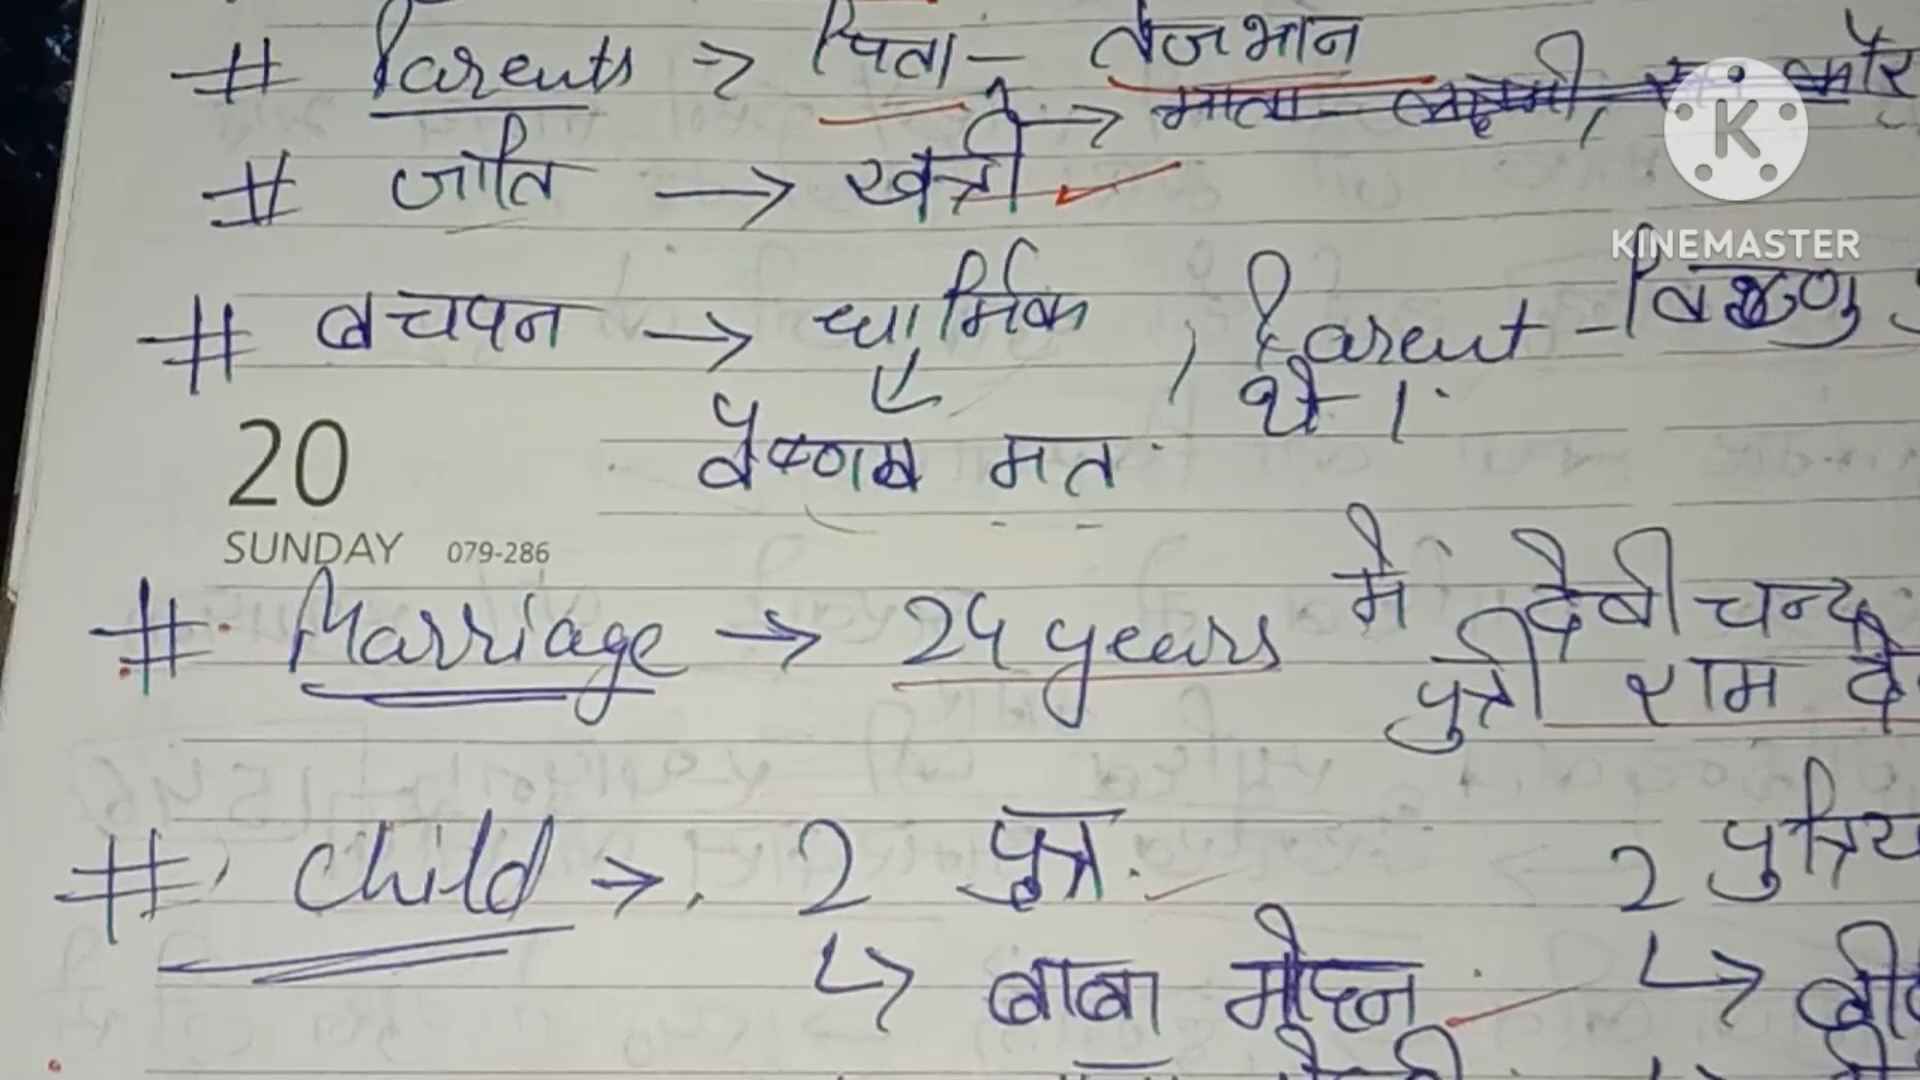 # Parents → पिता - तेजभान
→ माता लक्ष्मी, कौर
# जाति → खत्री
KINEMASTER
# बचपन → धार्मिक, Parent - विष्णु
थे।
वैष्णव मत
20
SUNDAY 079-286
# Marriage → 24 years में देवी चन्द
पुत्री राम
# Child → 2 पुत्र 2
↳ बाबा मोहन ↳